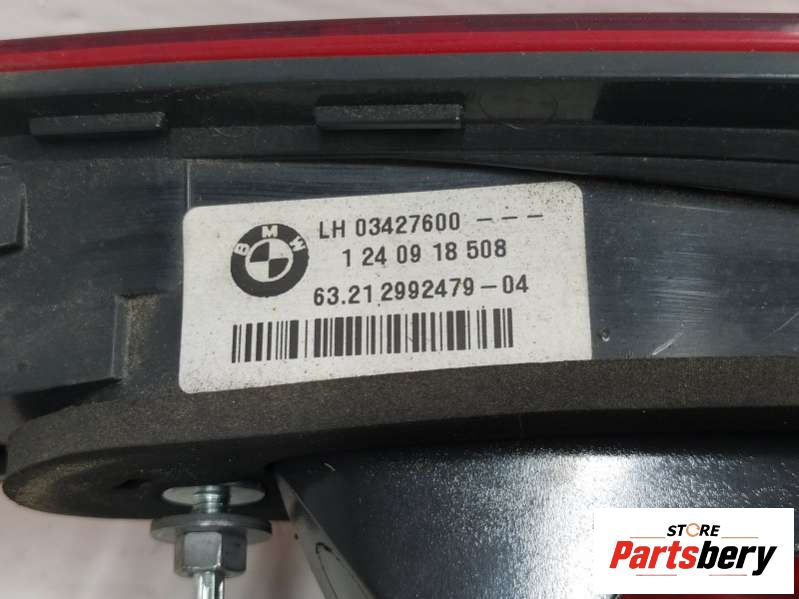 BMW
LH 03427600 - - -
1 24 09 18 508
63.21 2992479-04
STORE
Partsbery